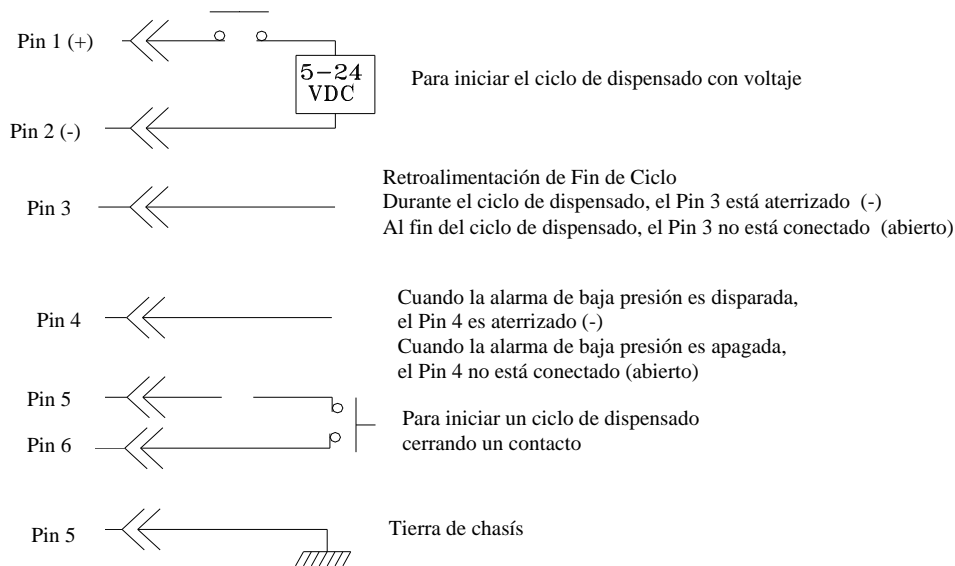 Pin 1 (+)
5-24
VDC
Para iniciar el ciclo de dispensado con voltaje
Pin 2 (-)
Retroalimentación de Fin de Ciclo
Pin 3
Durante el ciclo de dispensado, el Pin 3 está aterrizado (-)
Al fin del ciclo de dispensado, el Pin 3 no está conectado (abierto)
Cuando la alarma de baja presión es disparada,
Pin 4
el Pin 4 es aterrizado (-)
Cuando la alarma de baja presión es apagada,
el Pin 4 no está conectado (abierto)
Pin 5
Para iniciar un ciclo de dispensado
Pin 6
cerrando un contacto
Pin 5
Tierra de chasís